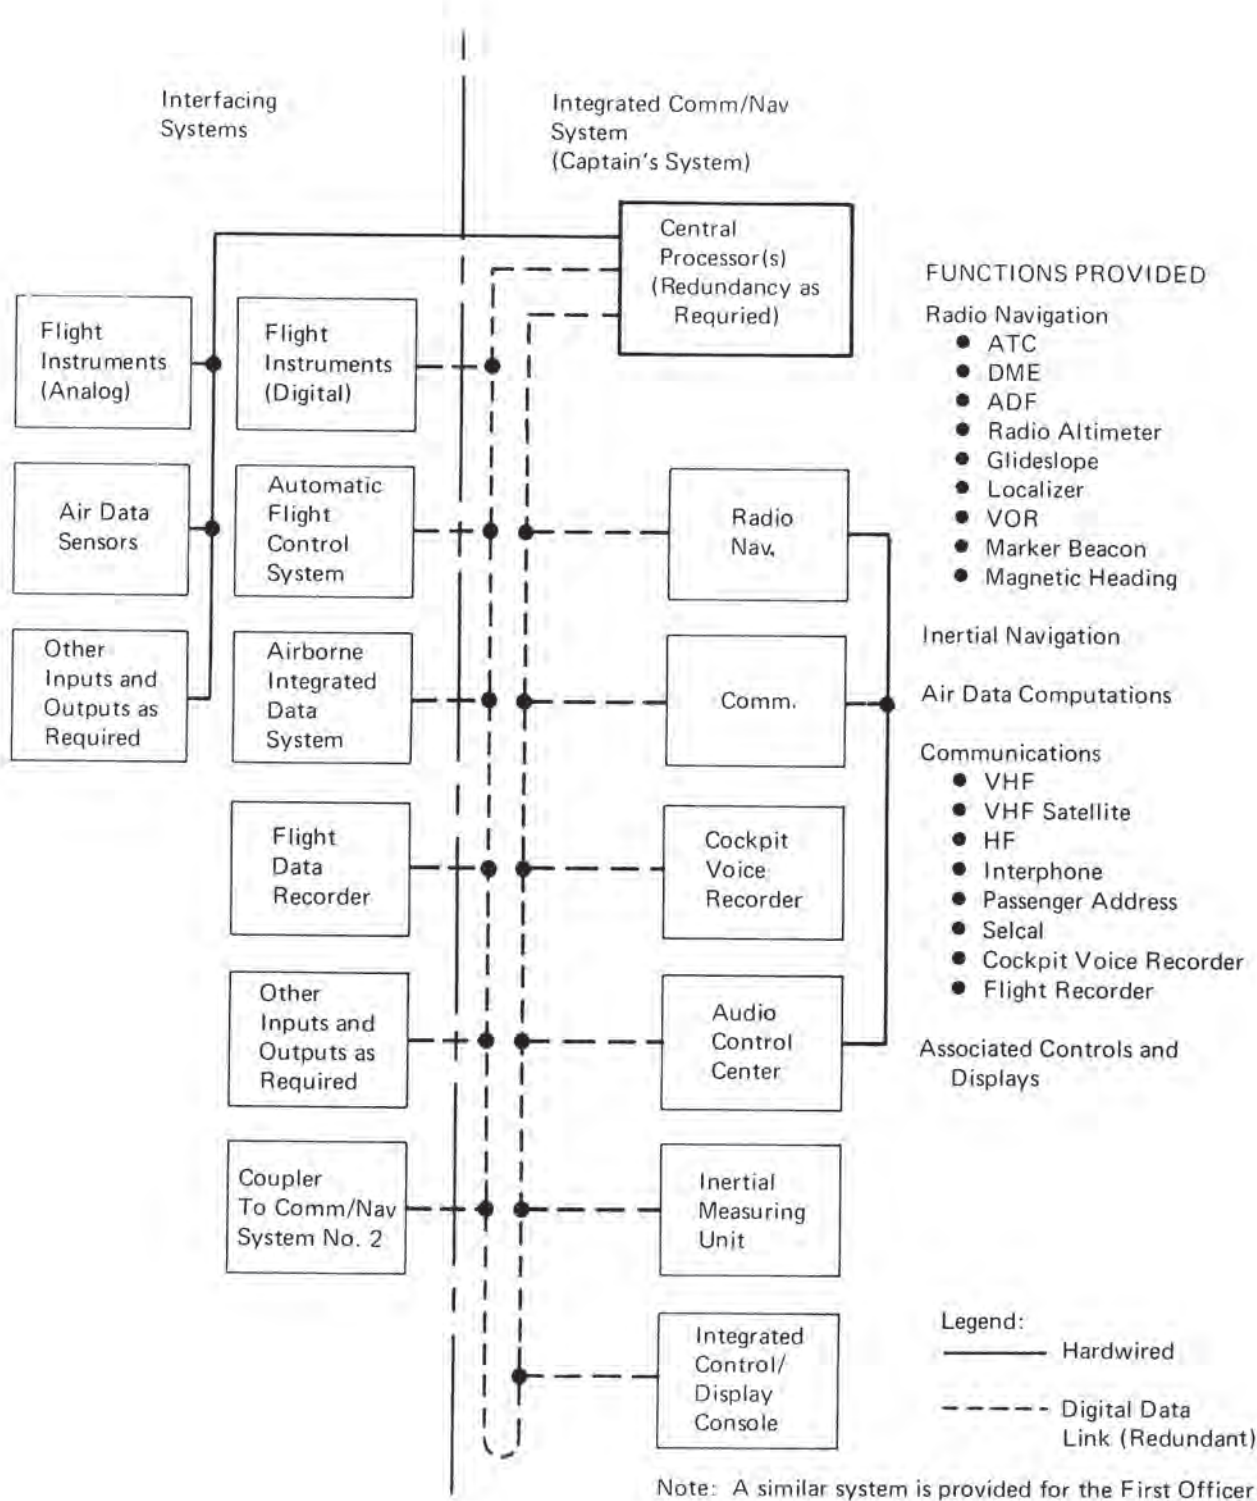 Interfacing
Systems
Integrated Comm/Nav
System
(Captain's System)
Central
Processor(s)
(Redundancy as
Requried)
Flight
Instruments
(Analog)
Flight
Instruments
(Digital)
Air Data
Sensors
Automatic
Flight
Control
System
Other
Inputs and
Outputs as
Required
Airborne
Integrated
Data
System
Flight
Data
Recorder
Other
Inputs and
Outputs as
Required
Coupler
To Comm/Nav
System No. 2
Radio
Nav.
Comm.
Cockpit
Voice
Recorder
Audio
Control
Center
Inertial
Measuring
Unit
Integrated
Control/
Display
Console
FUNCTIONS PROVIDED
Radio Navigation
● ATC
● DME
● ADF
● Radio Altimeter
● Glideslope
● Localizer
● VOR
● Marker Beacon
● Magnetic Heading
Inertial Navigation
Air Data Computations
Communications
● VHF
● VHF Satellite
● HF
● Interphone
● Passenger Address
● Selcal
● Cockpit Voice Recorder
● Flight Recorder
Associated Controls and
Displays
Legend:
Hardwired
Digital Data
Link (Redundant)
Note: A similar system is provided for the First Officer